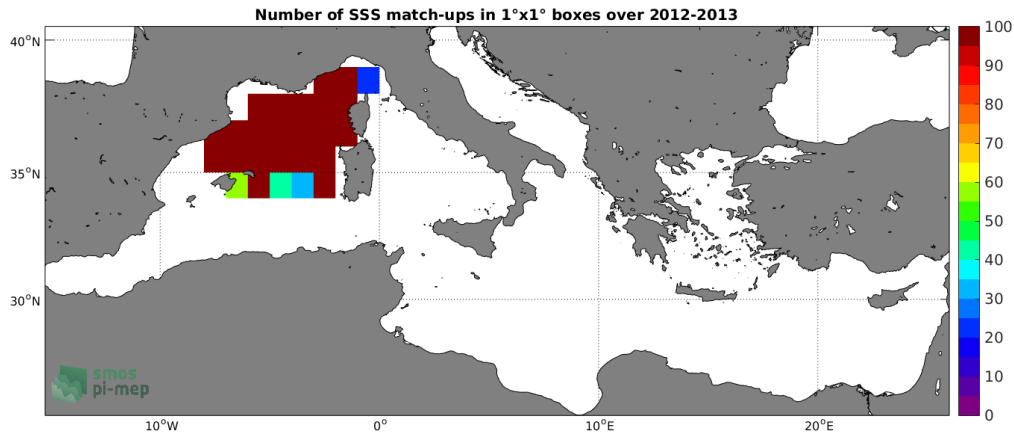 Number of SSS match-ups in 1°x1° boxes over 2012-2013
40°N
35°N
30°N
10°W
0°
10°E
20°E
100
90
80
70
60
50
40
30
20
10
0
smos
pi-mep